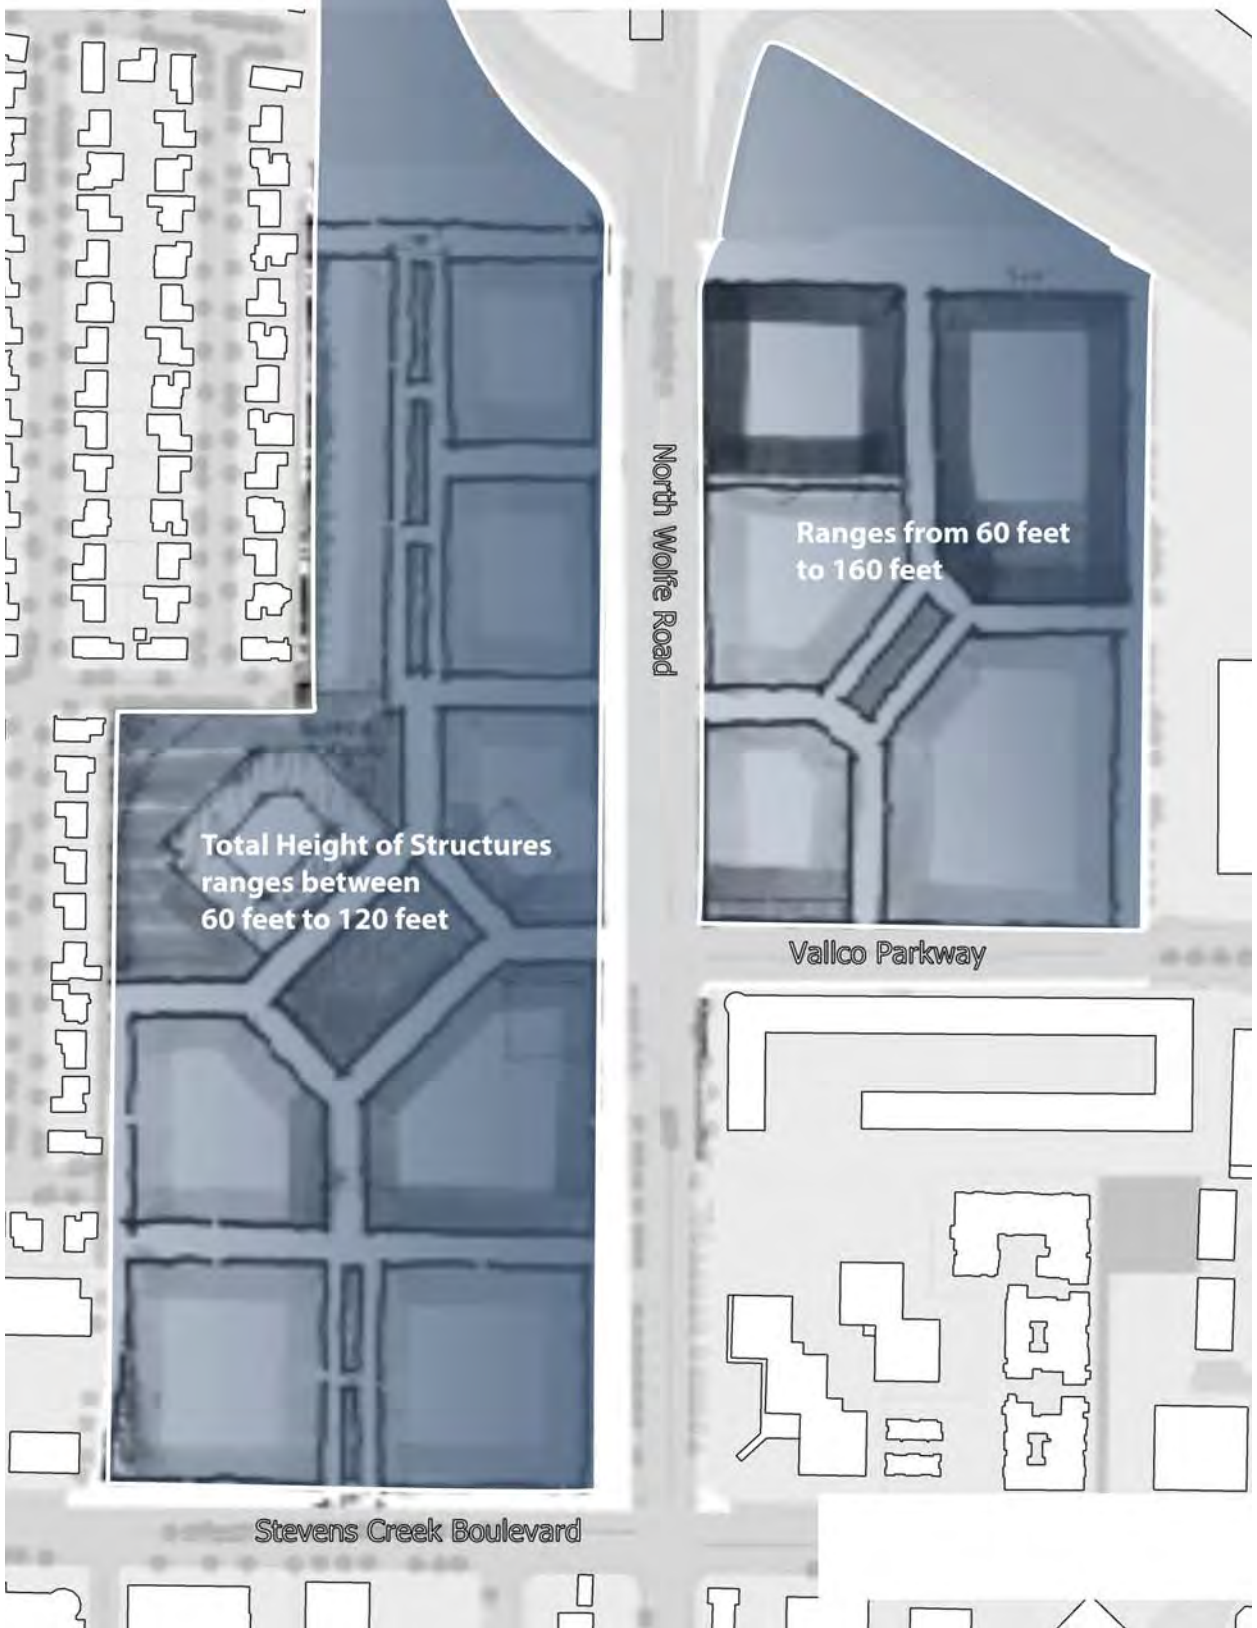 North Wolfe Road
Ranges from 60 feet
to 160 feet
Total Height of Structures
ranges between
60 feet to 120 feet
Vallco Parkway
Stevens Creek Boulevard